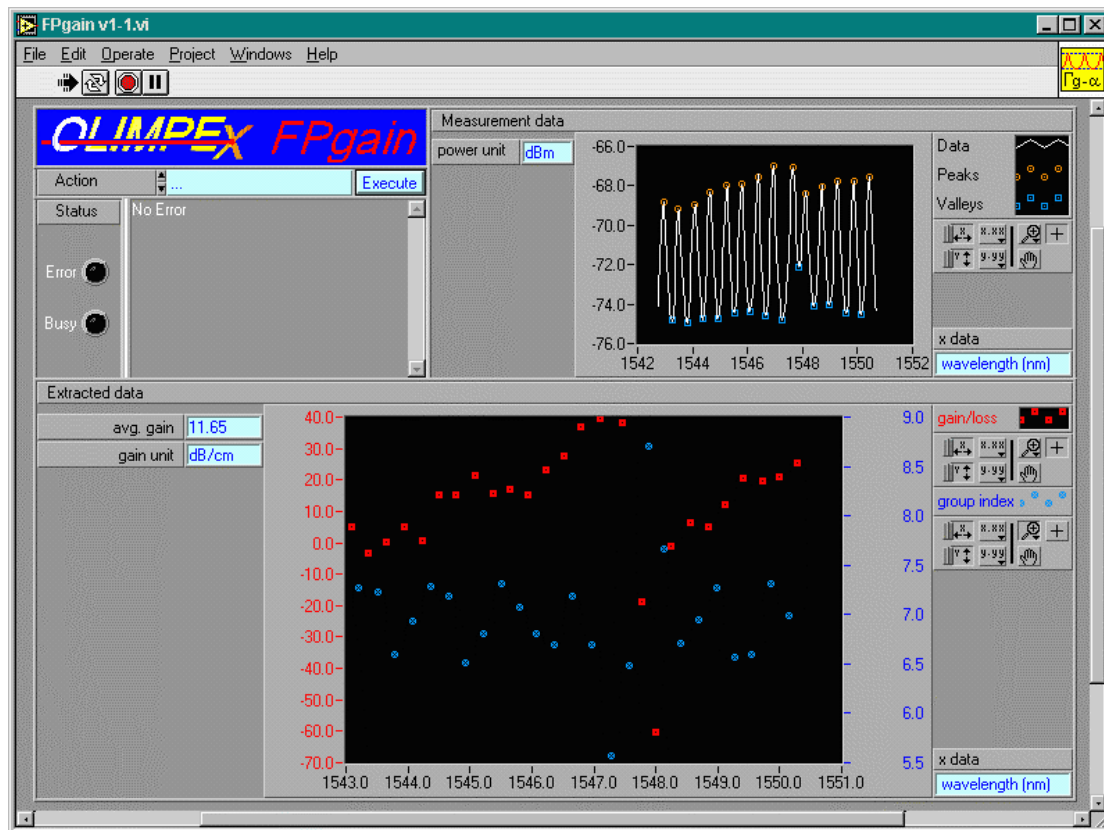 FPgain v1-1.vi
File Edit Operate Project Windows Help
Γg-α
OLIMPEx FPgain
Measurement data
power unit dBm
Action ... Execute
Status No Error
Error
Busy
-66.0
-68.0
-70.0
-72.0
-74.0
-76.0
1542 1544 1546 1548 1550 1552
Data
Peaks
Valleys
x data
wavelength (nm)
Extracted data
avg. gain 11.65
gain unit dB/cm
40.0
30.0
20.0
10.0
0.0
-10.0
-20.0
-30.0
-40.0
-50.0
-60.0
-70.0
1543.0 1544.0 1545.0 1546.0 1547.0 1548.0 1549.0 1550.0 1551.0
9.0
8.5
8.0
7.5
7.0
6.5
6.0
5.5
gain/loss
X X.XX
Y Y.YY
group index
X X.XX
Y Y.YY
x data
wavelength (nm)